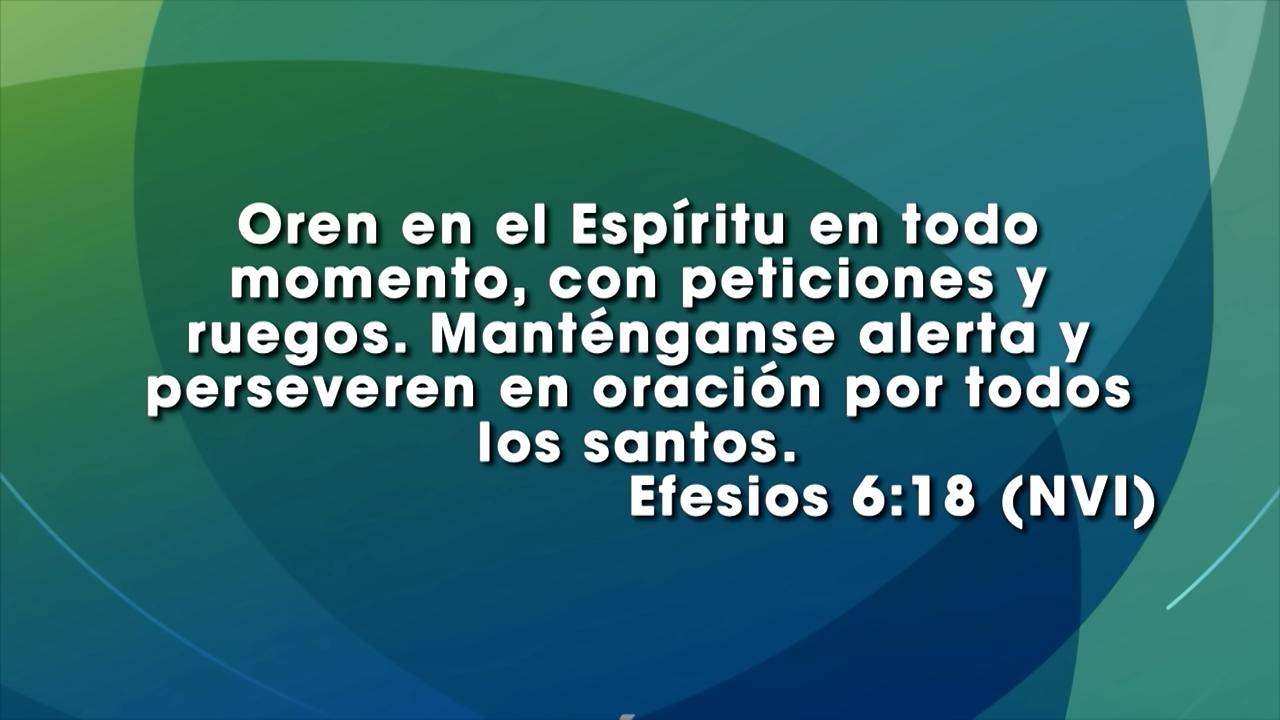 Oren en el Espíritu en todo
momento, con peticiones y
ruegos. Manténganse alerta y
perseveren en oración por todos
los santos.
Efesios 6:18 (NVI)